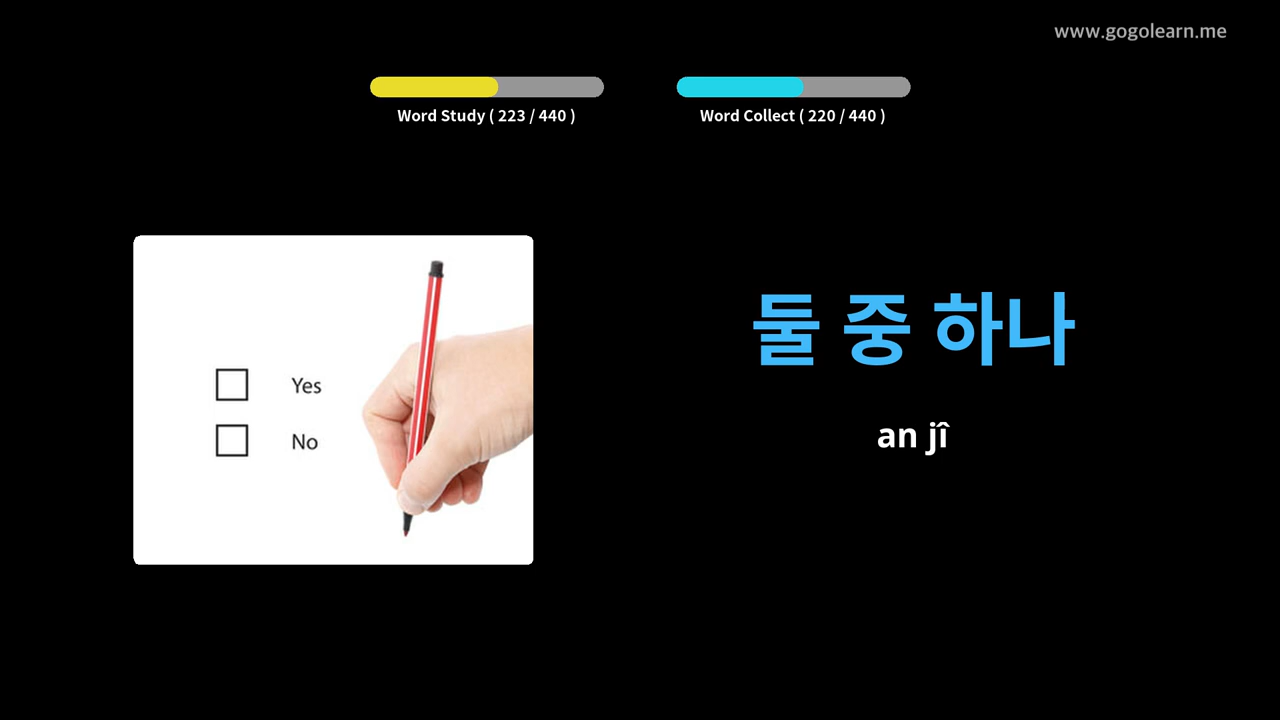 www.gogolearn.me
Word Study ( 223 / 440 )
Word Collect ( 220 / 440 )
Yes
No
둘 중 하나
an jî